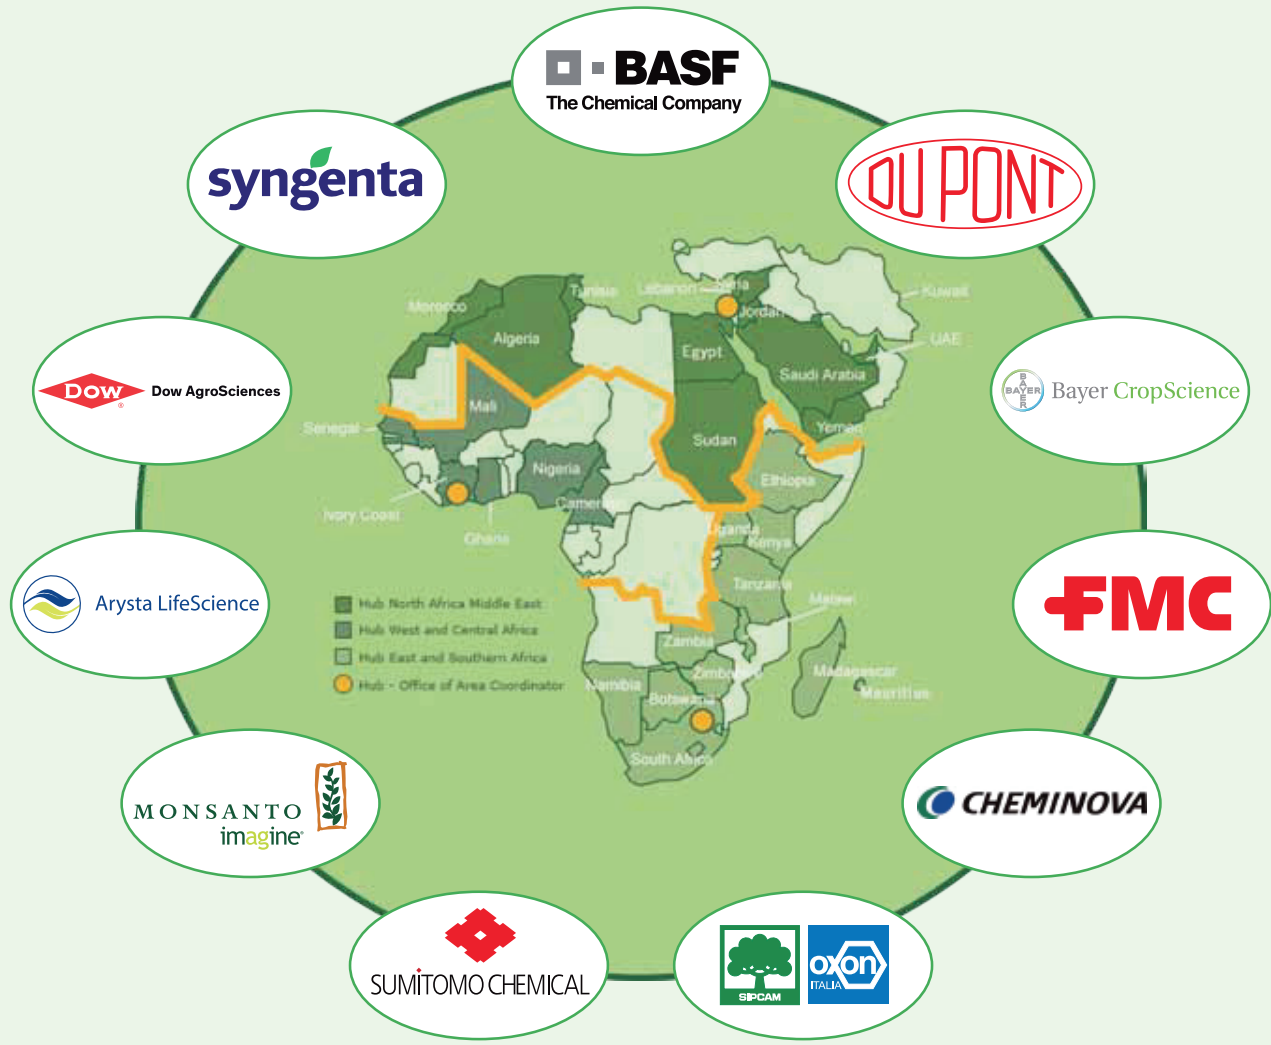 BASF
The Chemical Company
syngenta
DU PONT
DOW
Dow AgroSciences
BAYER
BAYER
Bayer CropScience
Arysta LifeScience
FMC
MONSANTO
imagine
CHEMINOVA
SUMITOMO CHEMICAL
SIPCAM
oxon
ITALIA
Morocco
Tunisia
Lebanon
Kuwait
Algeria
Jordan
Egypt
UAE
Saudi Arabia
Mali
Senegal
Sudan
Yemen
Nigeria
Ethiopia
Ivory Coast
Ghana
Uganda
Kenya
Tanzania
Malawi
Zambia
Madagascar
Mauritius
Namibia
Botswana
South Africa
Hub North Africa Middle East
Hub West and Central Africa
Hub East and Southern Africa
Hub - Office of Area Coordinator